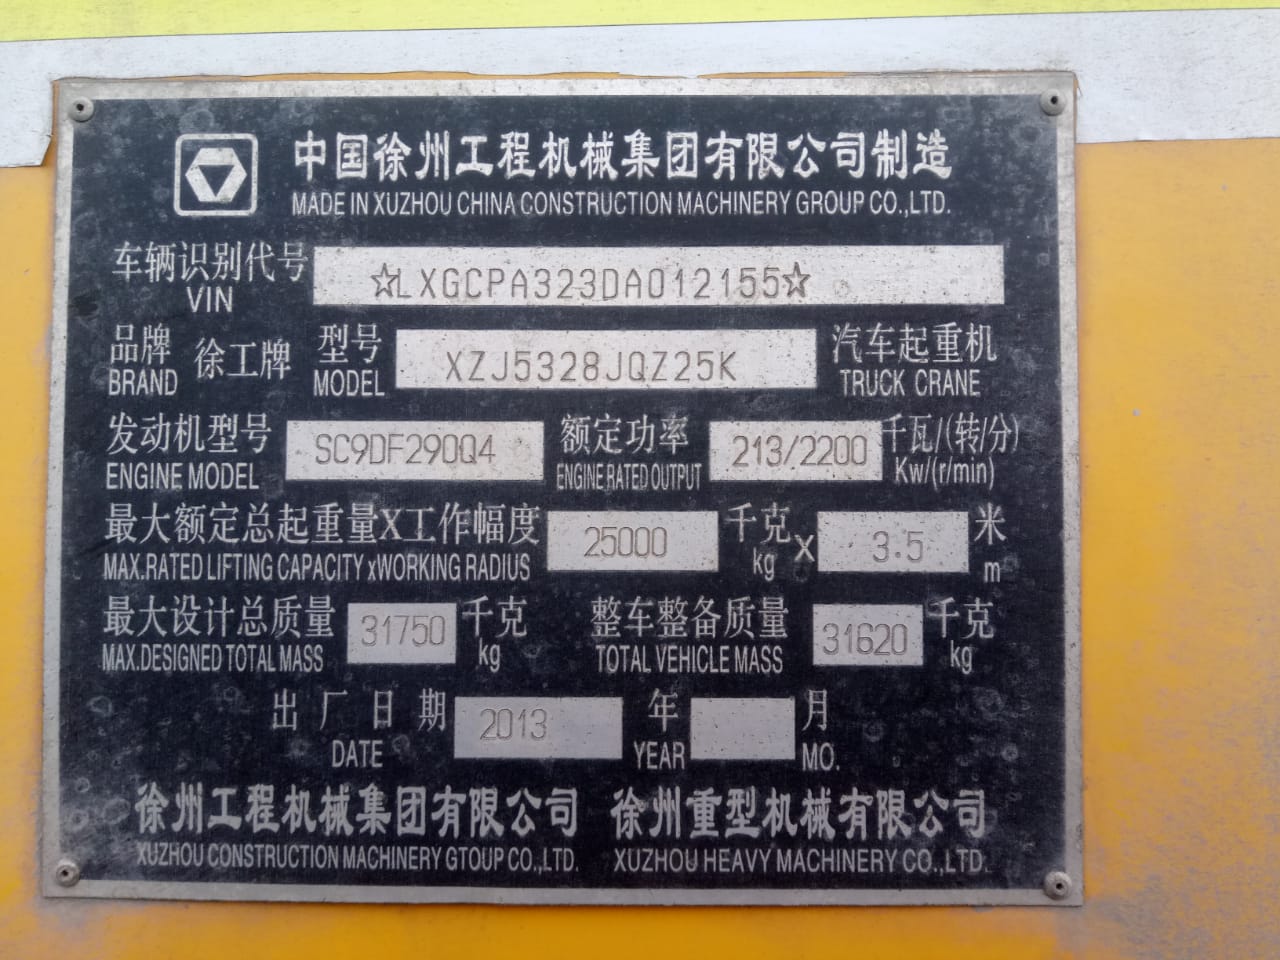 中国徐州工程机械集团有限公司制造
MADE IN XUZHOU CHINA CONSTRUCTION MACHINERY GROUP CO.,LTD.
车辆识别代号 ☆LXGCPA323DA012155☆
VIN
品牌 徐工牌 型号 XZJ5328JQZ25K 汽车起重机
BRAND MODEL TRUCK CRANE
发动机型号 SC9DF290Q4 额定功率 213/2200 千瓦/(转/分)
ENGINE MODEL ENGINE RATED OUTPUT Kw/(r/min)
最大额定总起重量X工作幅度 25000 千克 X 3.5 米
MAX.RATED LIFTING CAPACITY xWORKING RADIUS kg m
最大设计总质量 31750 千克 整车整备质量 31620 千克
MAX.DESIGNED TOTAL MASS kg TOTAL VEHICLE MASS kg
出厂日期 2013 年 月
DATE YEAR MO.
徐州工程机械集团有限公司 徐州重型机械有限公司
XUZHOU CONSTRUCTION MACHINERY GTOUP CO.,LTD. XUZHOU HEAVY MACHINERY CO.,LTD.